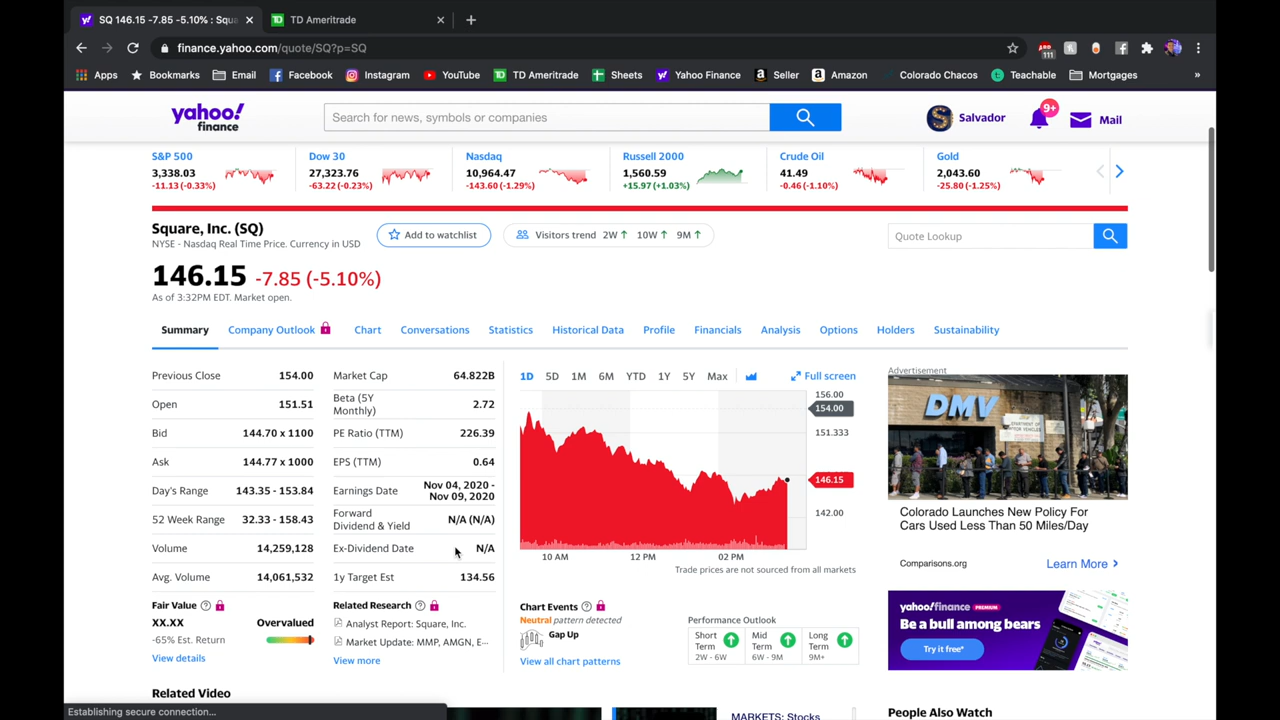 SQ 146.15 -7.85 -5.10% : Squa
TD Ameritrade
finance.yahoo.com/quote/SQ?p=SQ
111
Apps
Bookmarks
Email
Facebook
Instagram
YouTube
TD Ameritrade
Sheets
Yahoo Finance
Seller
Amazon
Colorado Chacos
Teachable
Mortgages
»
yahoo!
finance
Search for news, symbols or companies
Salvador
9+
Mail
S&P 500
3,338.03
-11.13 (-0.33%)
Dow 30
27,323.76
-63.22 (-0.23%)
Nasdaq
10,964.47
-143.60 (-1.29%)
Russell 2000
1,560.59
+15.97 (+1.03%)
Crude Oil
41.49
-0.46 (-1.10%)
Gold
2,043.60
-25.80 (-1.25%)
Square, Inc. (SQ)
NYSE - Nasdaq Real Time Price. Currency in USD
Add to watchlist
Visitors trend 2W↑ 10W↑ 9M↑
Quote Lookup
146.15 -7.85 (-5.10%)
As of 3:32PM EDT. Market open.
Summary
Company Outlook
Chart
Conversations
Statistics
Historical Data
Profile
Financials
Analysis
Options
Holders
Sustainability
Previous Close 154.00
Open 151.51
Bid 144.70 x 1100
Ask 144.77 x 1000
Day's Range 143.35 - 153.84
52 Week Range 32.33 - 158.43
Volume 14,259,128
Avg. Volume 14,061,532
Market Cap 64.822B
Beta (5Y
Monthly) 2.72
PE Ratio (TTM) 226.39
EPS (TTM) 0.64
Earnings Date Nov 04, 2020 -
Nov 09, 2020
Forward
Dividend & Yield N/A (N/A)
Ex-Dividend Date N/A
1y Target Est 134.56
1D 5D 1M 6M YTD 1Y 5Y Max
Full screen
156.00
154.00
151.333
146.15
142.00
10 AM 12 PM 02 PM
Trade prices are not sourced from all markets
Fair Value
XX.XX Overvalued
-65% Est. Return
View details
Related Research
Analyst Report: Square, Inc.
Market Update: MMP, AMGN, E...
View more
Chart Events
Neutral pattern detected
Gap Up
View all chart patterns
Performance Outlook
Short
Term
2W - 6W
Mid
Term
6W - 9M
Long
Term
9M+
Advertisement
DMV
Colorado Launches New Policy For
Cars Used Less Than 50 Miles/Day
Comparisons.org
Learn More
yahoo!finance PREMIUM
Be a bull among bears
Try it free*
Related Video
MARKETS: Stocks
People Also Watch
Establishing secure connection...